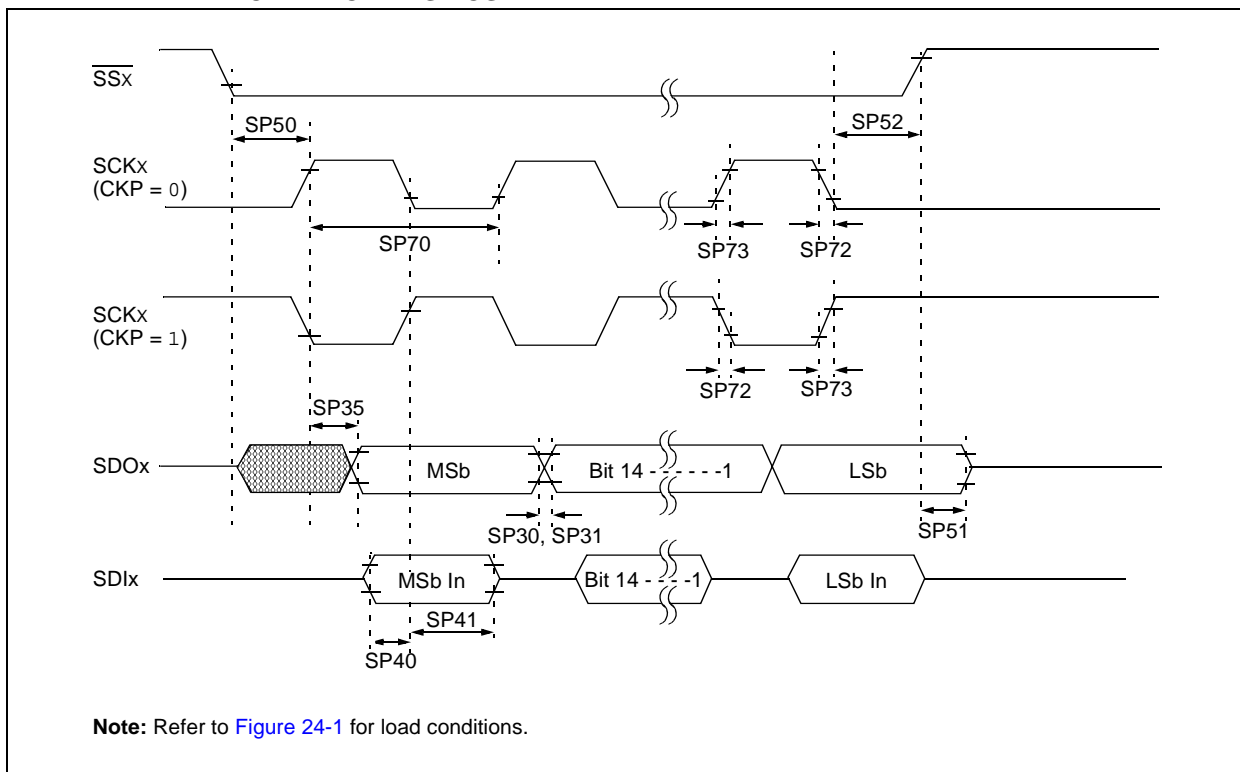 SSx
SP50
SP52
SCKx
(CKP = 0)
SP70
SP73
SP72
SCKx
(CKP = 1)
SP72
SP73
SP35
SDOx
MSb
Bit 14 - - - - - -1
LSb
SP30, SP31
SP51
SDIx
MSb In
Bit 14 - - - -1
LSb In
SP41
SP40
Note: Refer to Figure 24-1 for load conditions.